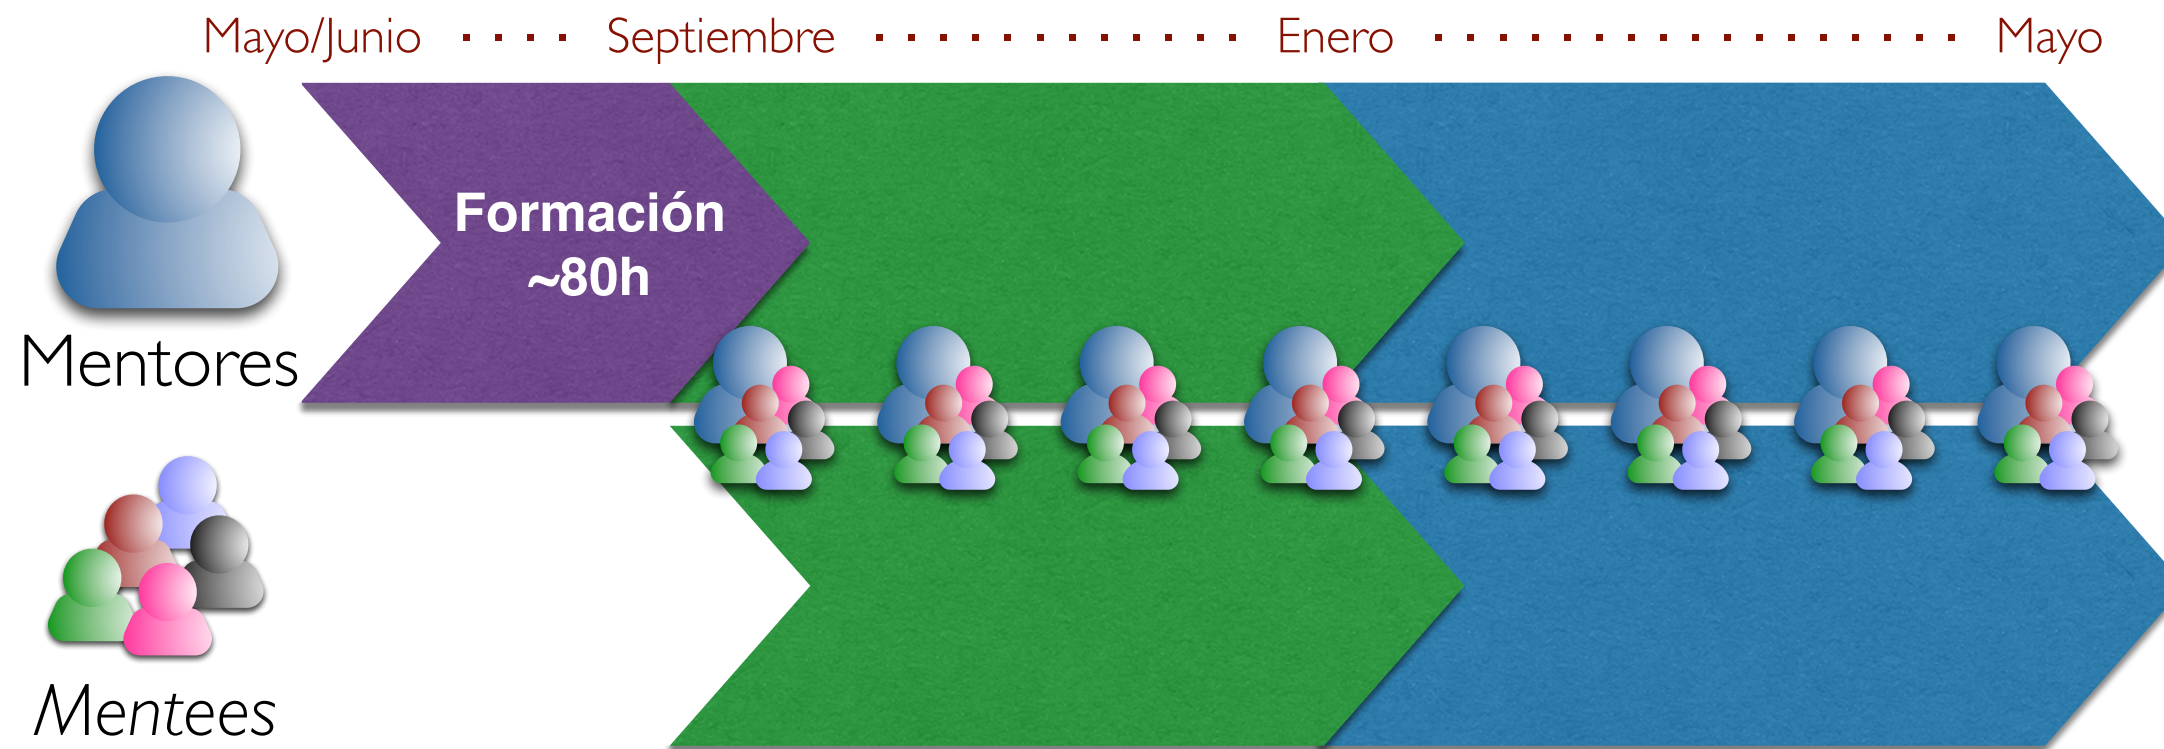 Mayo/Junio Septiembre Enero Mayo
Formación
~80h
Mentores
Mentees